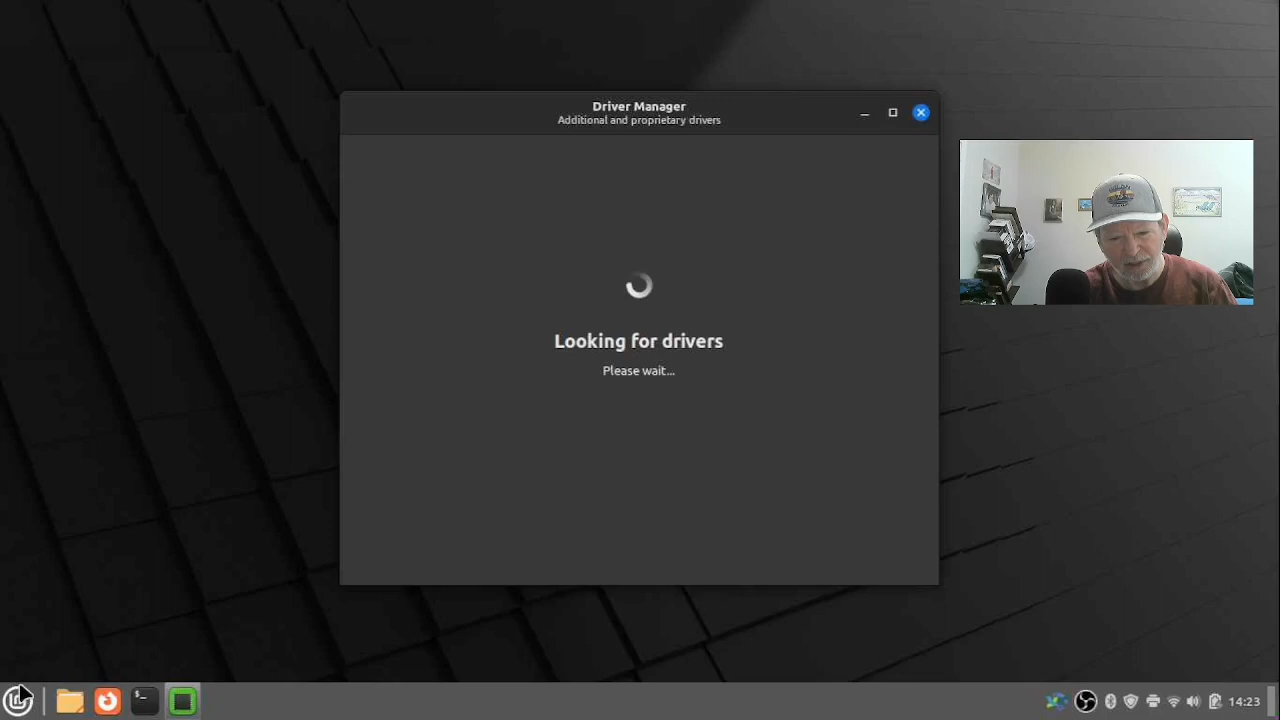 Driver Manager
Additional and proprietary drivers
Looking for drivers
Please wait...
14:23